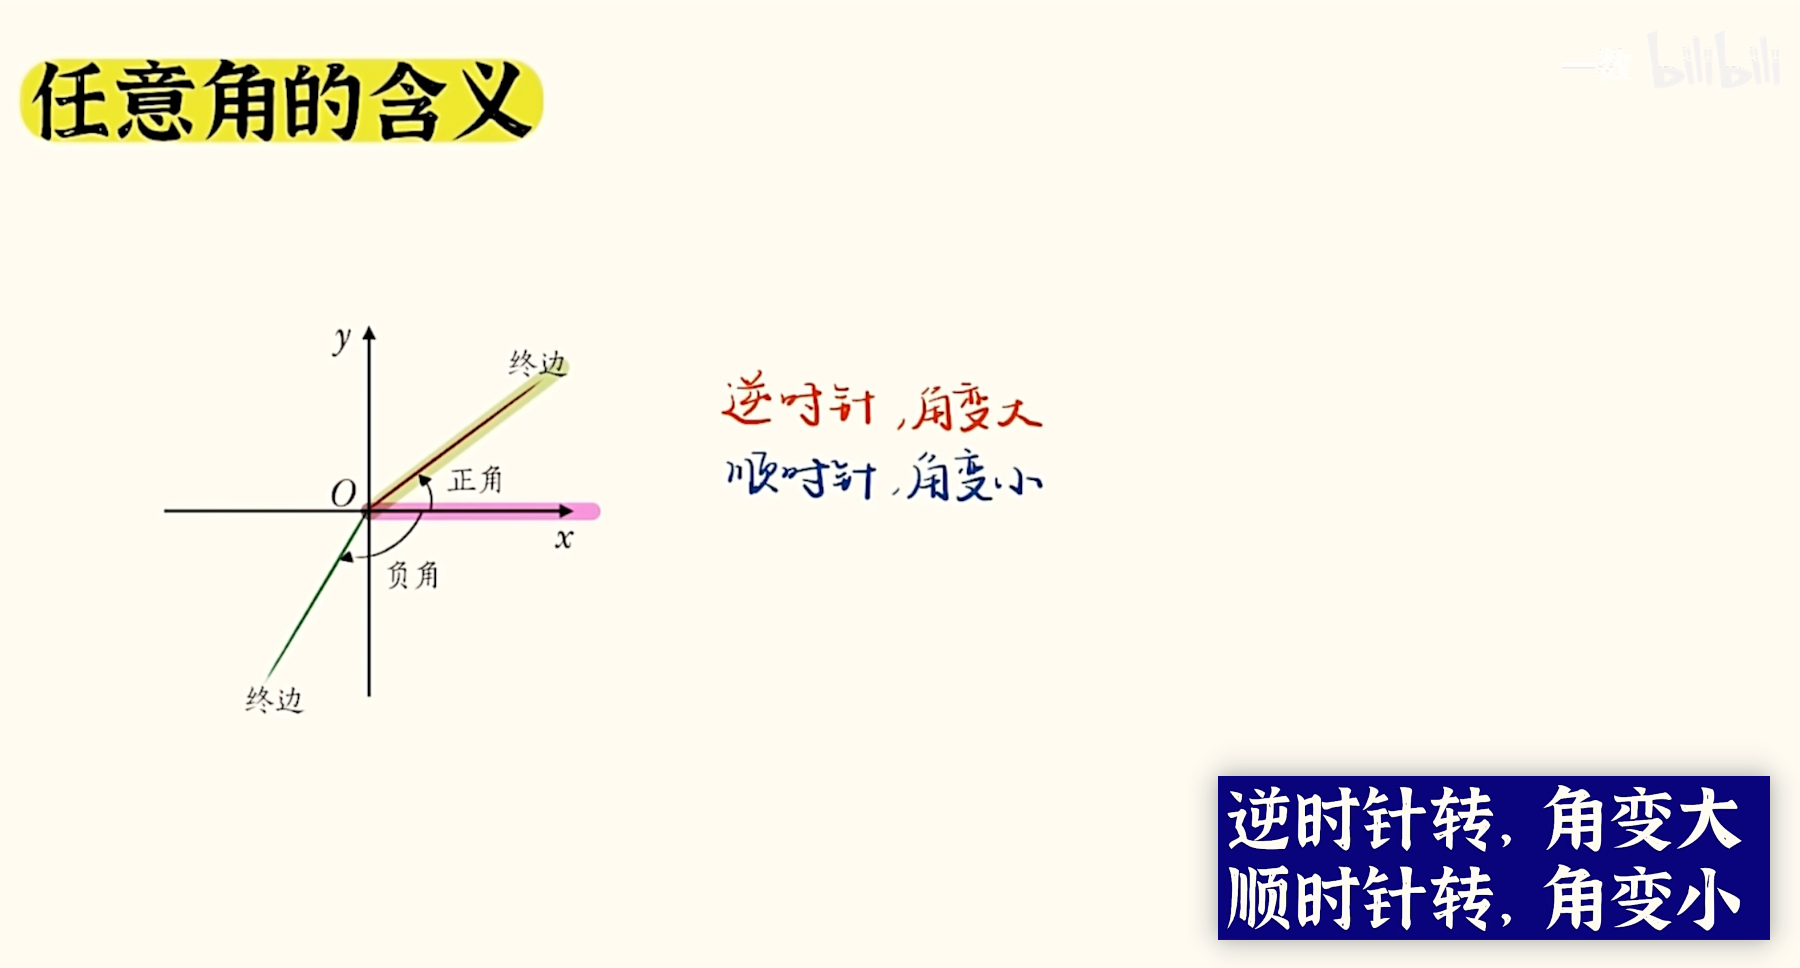 任意角的含义
bilibili
y
终边
逆时针,角变大
正角
顺时针,角变小
O
x
负角
终边
逆时针转,角变大
顺时针转,角变小